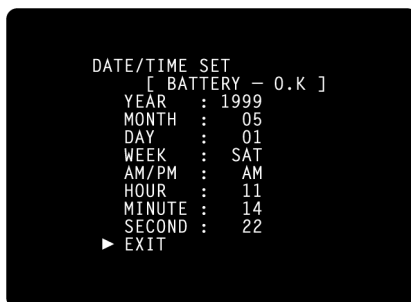 DATE/TIME SET
[ BATTERY — O.K ]
YEAR : 1999
MONTH : 05
DAY : 01
WEEK : SAT
AM/PM : AM
HOUR : 11
MINUTE : 14
SECOND : 22
► EXIT